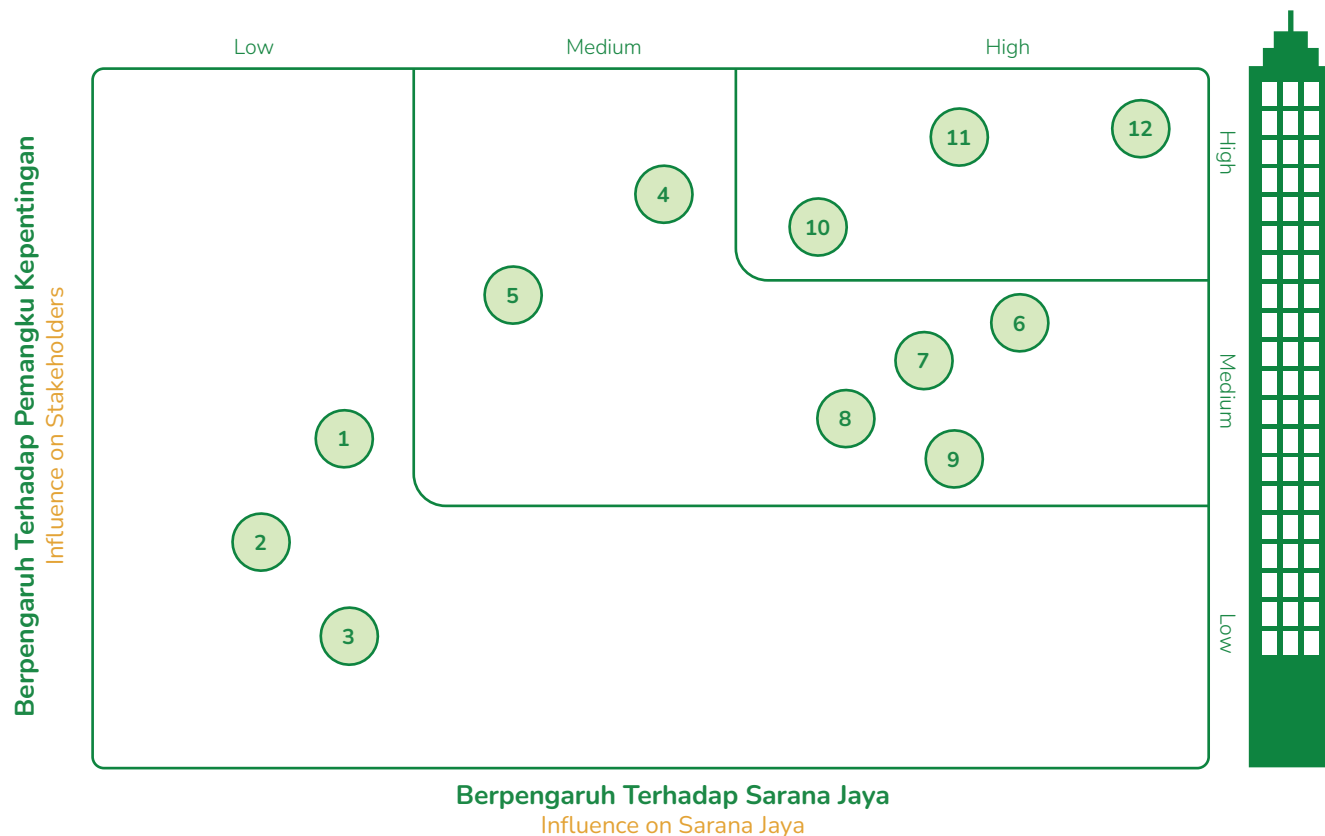 Low
Medium
High
Berpengaruh Terhadap Pemangku Kepentingan
Influence on Stakeholders
12
11
High
4
10
5
6
7
Medium
8
1
9
2
Low
3
Berpengaruh Terhadap Sarana Jaya
Influence on Sarana Jaya